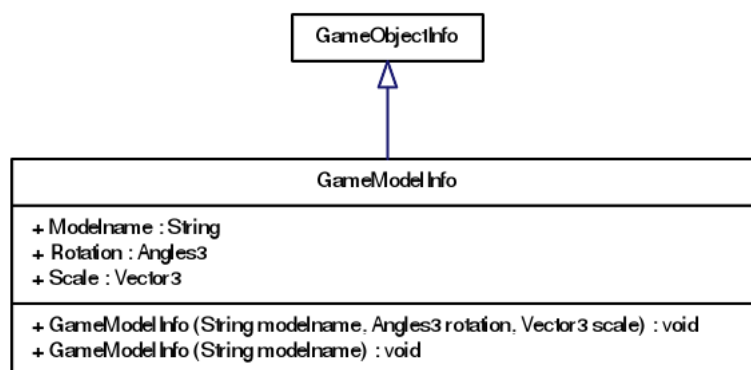 GameObjectInfo
GameModelInfo
+ Modelname : String
+ Rotation : Angles3
+ Scale : Vector3
+ GameModelInfo (String modelname, Angles3 rotation, Vector3 scale) : void
+ GameModelInfo (String modelname) : void